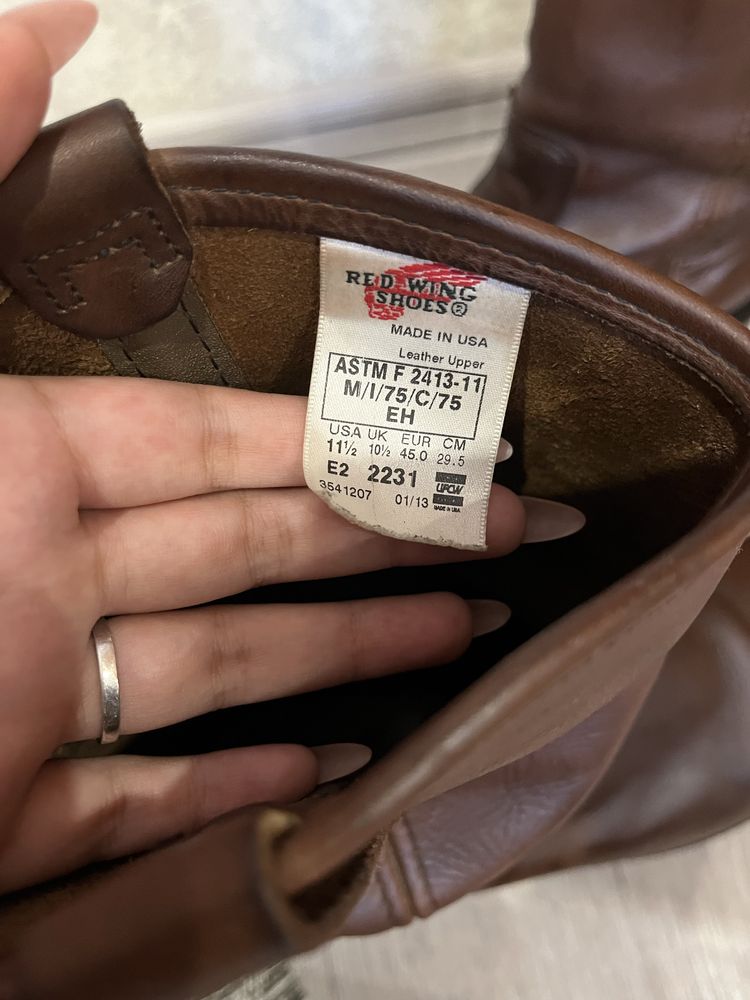 RED WING
SHOES®
MADE IN USA
Leather Upper
ASTM F 2413-11
M/I/75/C/75
EH
USA UK EUR CM
11½ 10½ 45.0 29.5
E2 2231
UFCW
3541207 01/13
MADE IN USA